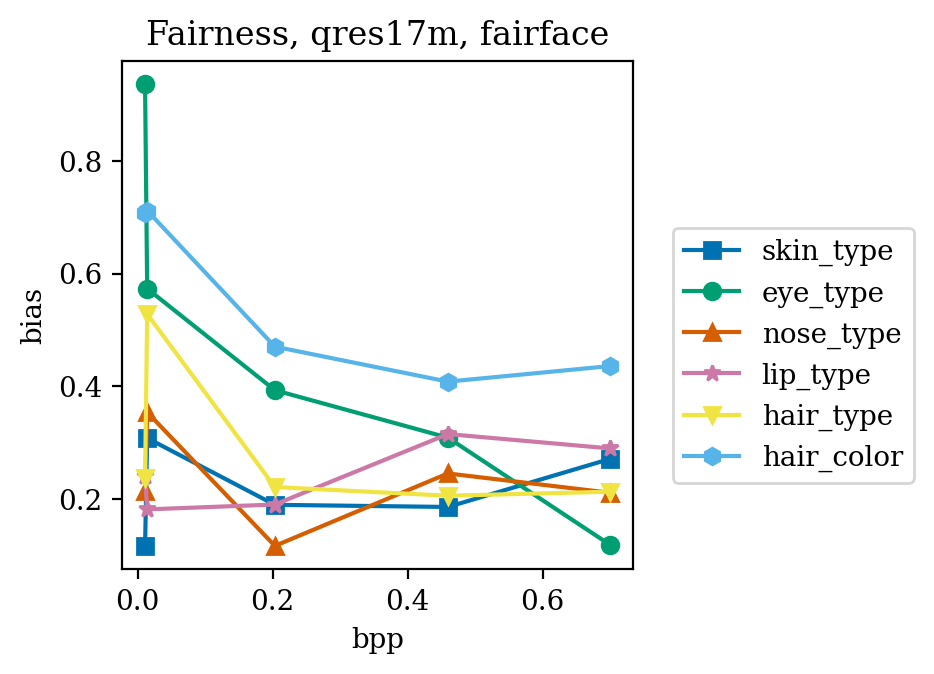 Fairness, qres17m, fairface
bias
0.8
0.6
0.4
0.2
0.0 0.2 0.4 0.6
bpp
skin_type
eye_type
nose_type
lip_type
hair_type
hair_color